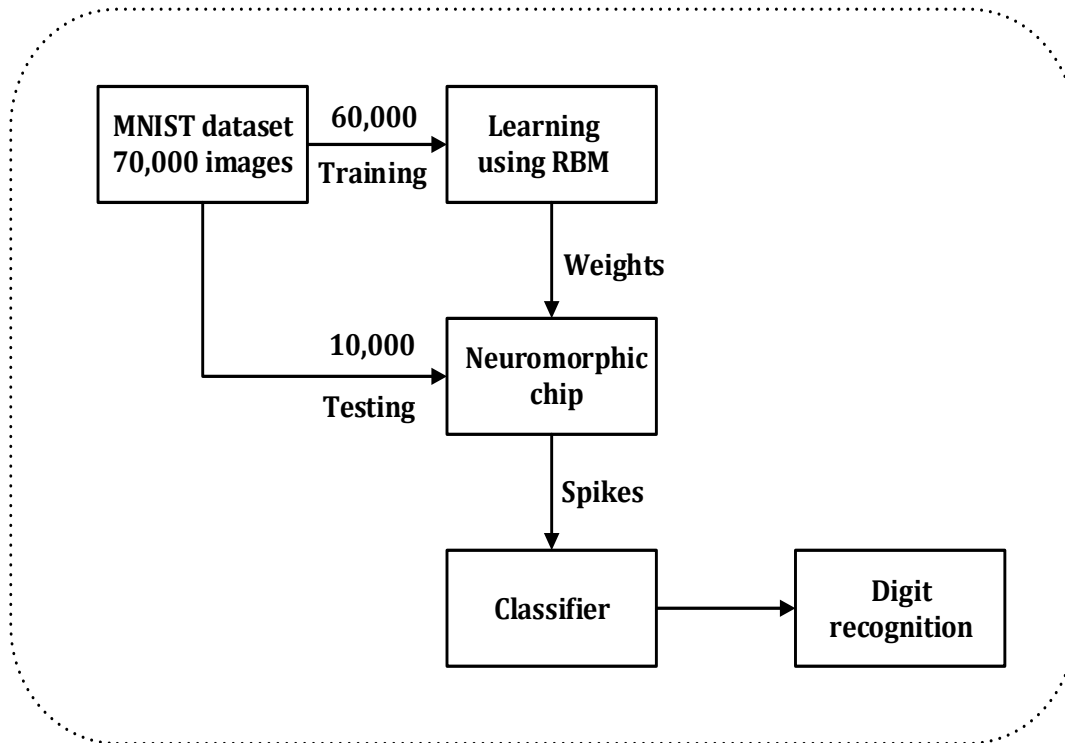 MNIST dataset
70,000 images
60,000
Training
Learning
using RBM
Weights
10,000
Testing
Neuromorphic
chip
Spikes
Classifier
Digit
recognition